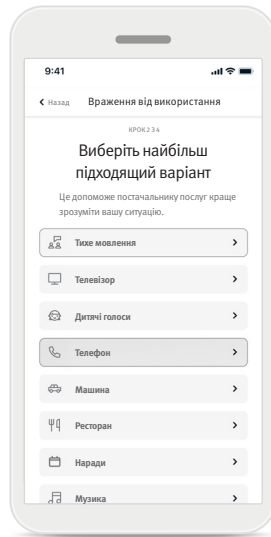 9:41
Назад Враження від використання
КРОК 2 З 4
Виберіть найбільш
підходящий варіант
Це допоможе постачальнику послуг краще
зрозуміти вашу ситуацію.
Тихе мовлення
Телевізор
Дитячі голоси
Телефон
Машина
Ресторан
Наради
Музика